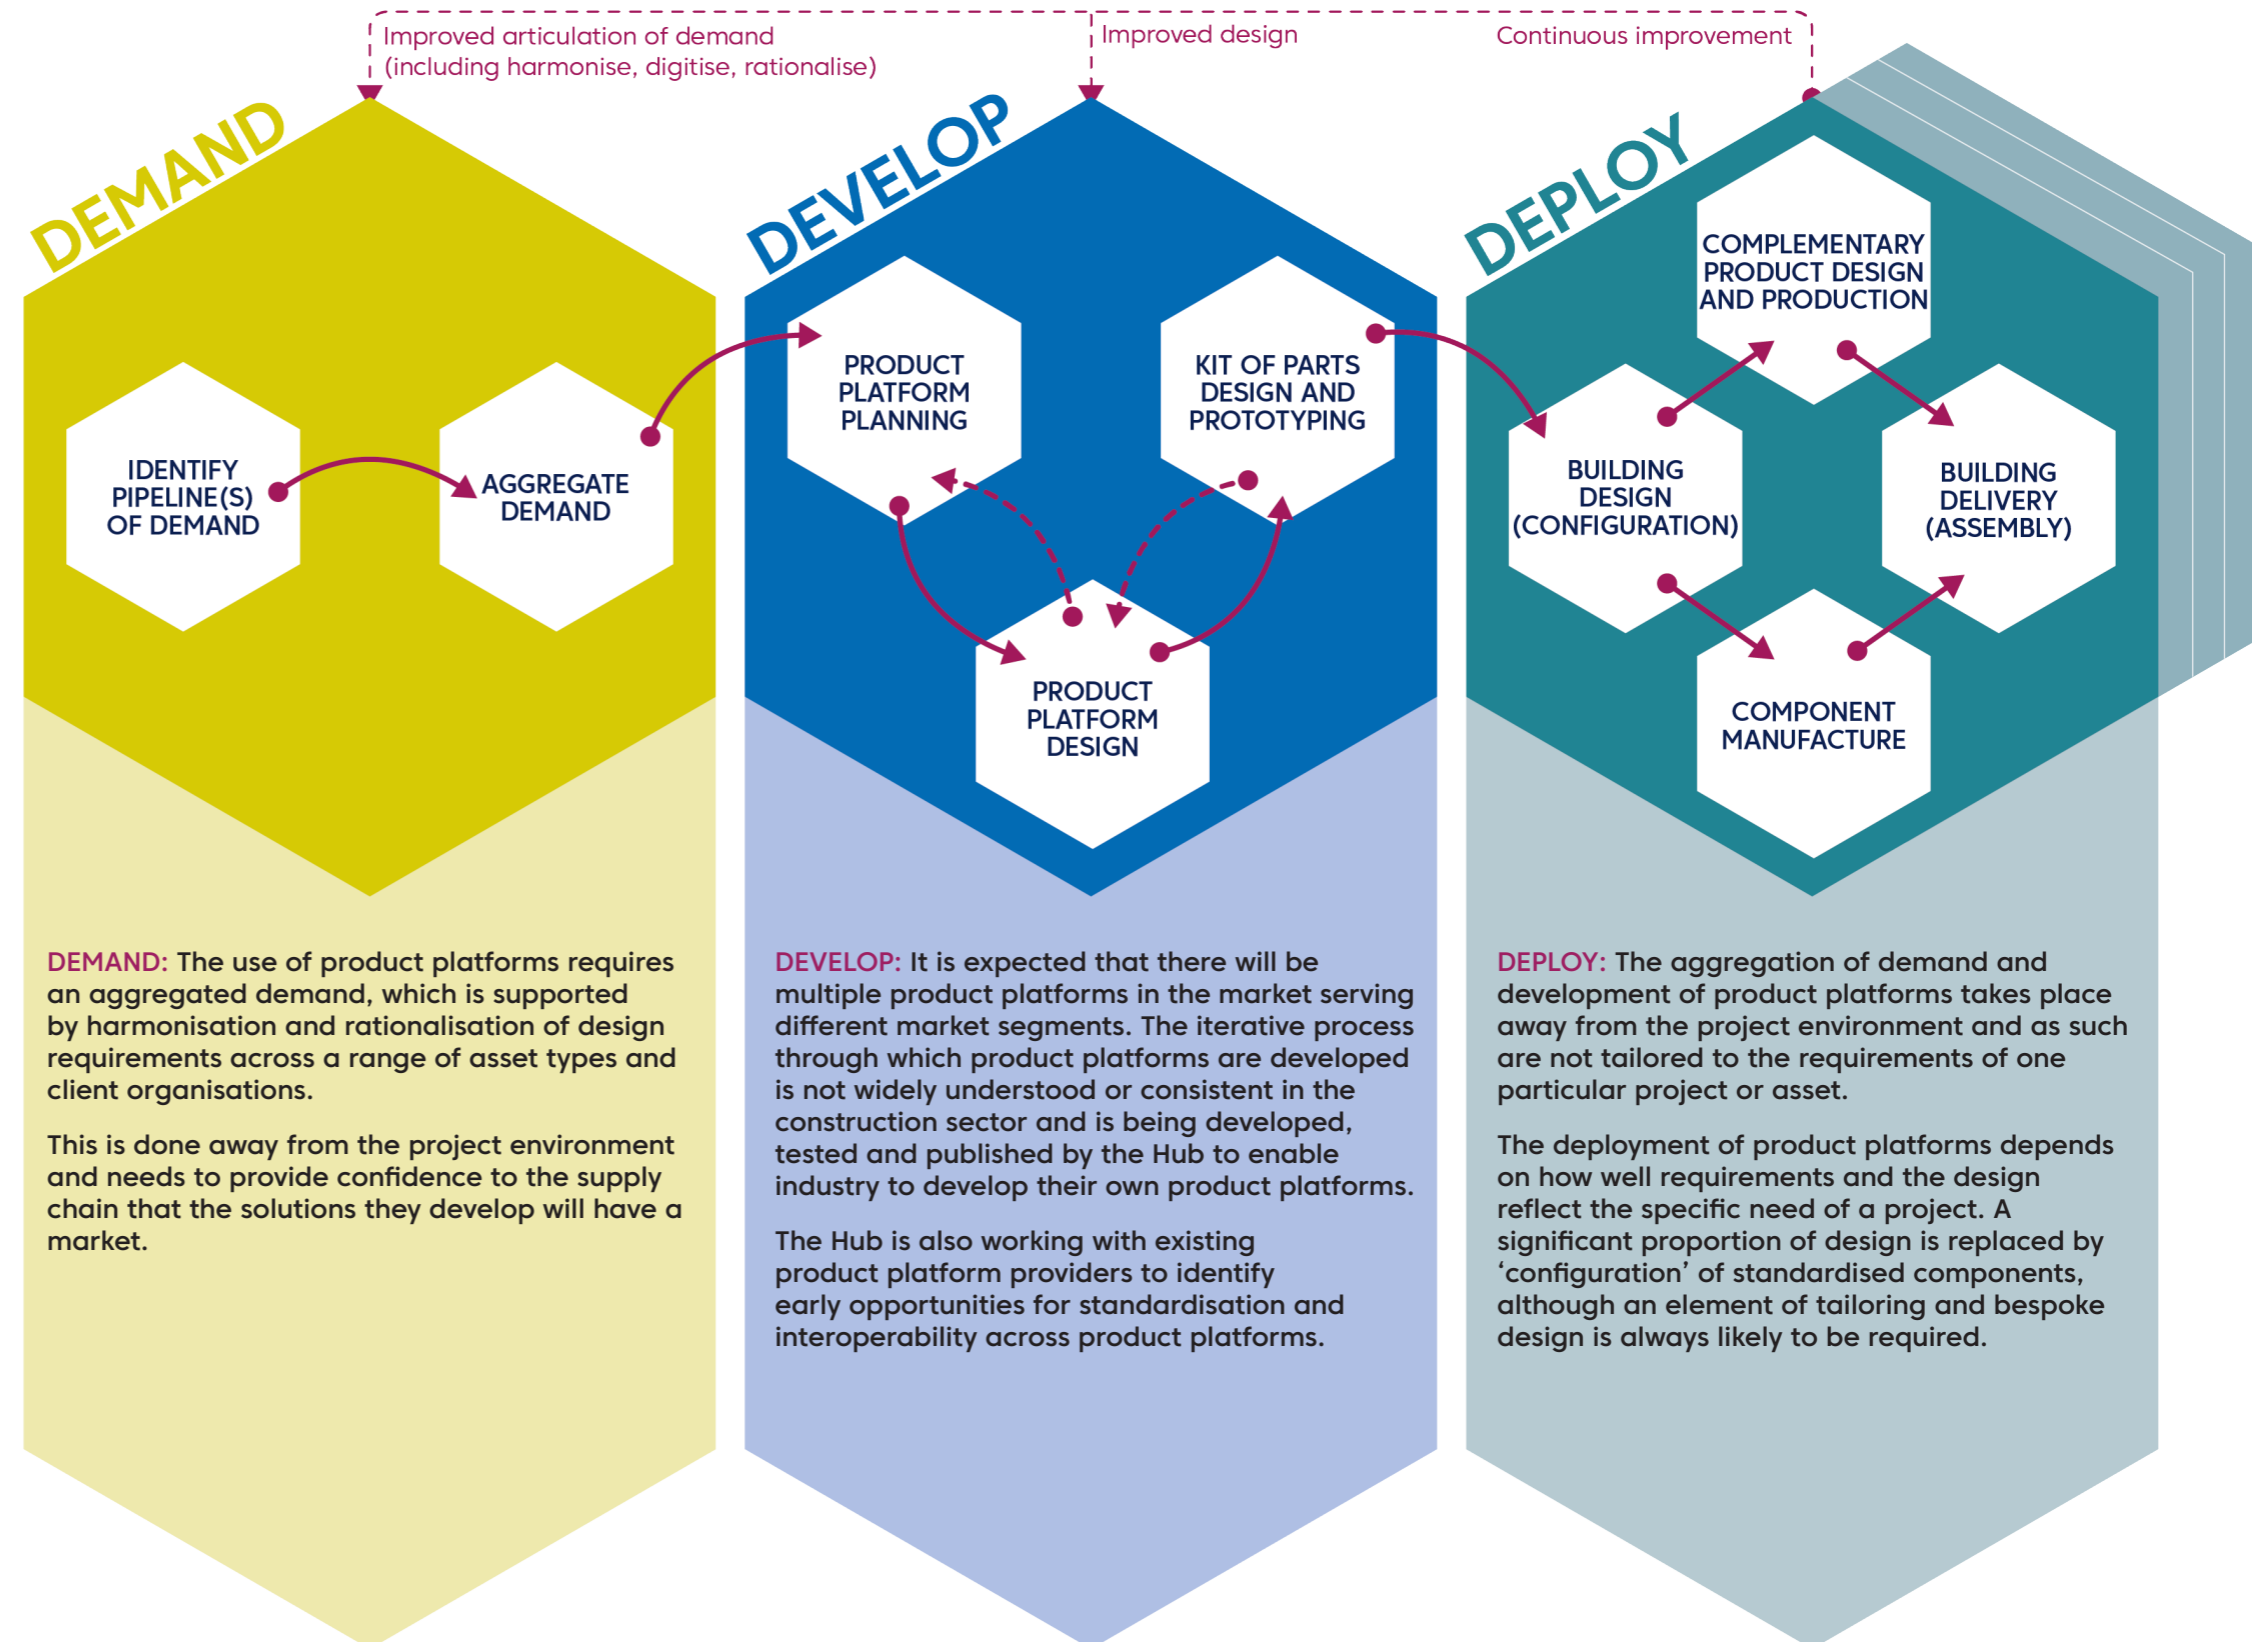 Improved articulation of demand
(including harmonise, digitise, rationalise)
Improved design
Continuous improvement
DEMAND
IDENTIFY
PIPELINE(S)
OF DEMAND
AGGREGATE
DEMAND
DEVELOP
PRODUCT
PLATFORM
PLANNING
KIT OF PARTS
DESIGN AND
PROTOTYPING
PRODUCT
PLATFORM
DESIGN
DEPLOY
COMPLEMENTARY
PRODUCT DESIGN
AND PRODUCTION
BUILDING
DESIGN
(CONFIGURATION)
BUILDING
DELIVERY
(ASSEMBLY)
COMPONENT
MANUFACTURE
DEMAND: The use of product platforms requires
an aggregated demand, which is supported
by harmonisation and rationalisation of design
requirements across a range of asset types and
client organisations.
This is done away from the project environment
and needs to provide confidence to the supply
chain that the solutions they develop will have a
market.
DEVELOP: It is expected that there will be
multiple product platforms in the market serving
different market segments. The iterative process
through which product platforms are developed
is not widely understood or consistent in the
construction sector and is being developed,
tested and published by the Hub to enable
industry to develop their own product platforms.
The Hub is also working with existing
product platform providers to identify
early opportunities for standardisation and
interoperability across product platforms.
DEPLOY: The aggregation of demand and
development of product platforms takes place
away from the project environment and as such
are not tailored to the requirements of one
particular project or asset.
The deployment of product platforms depends
on how well requirements and the design
reflect the specific need of a project. A
significant proportion of design is replaced by
‘configuration’ of standardised components,
although an element of tailoring and bespoke
design is always likely to be required.